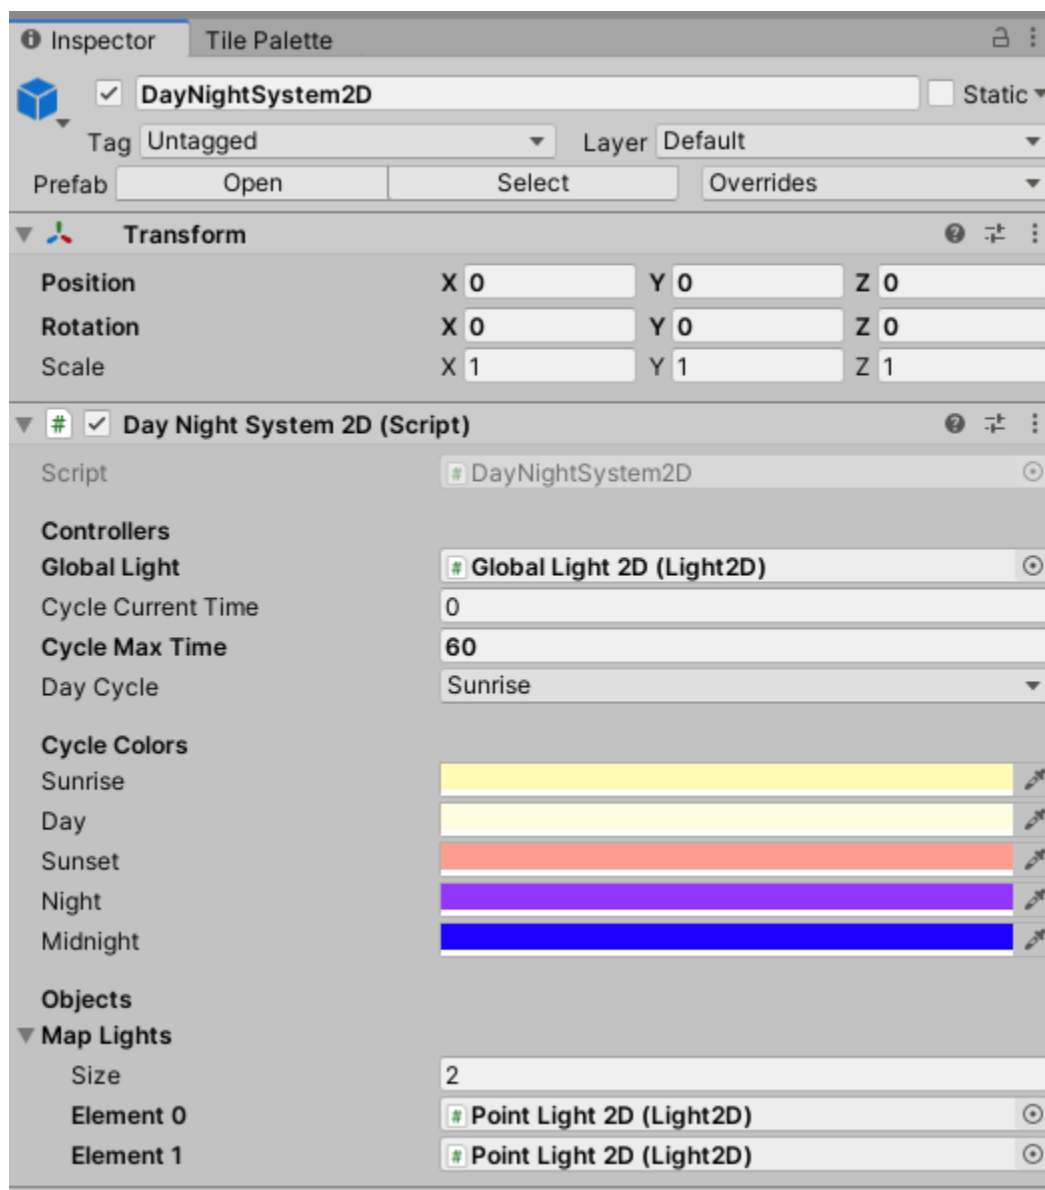 Inspector Tile Palette
DayNightSystem2D Static
Tag Untagged Layer Default
Prefab Open Select Overrides
Transform
Position X 0 Y 0 Z 0
Rotation X 0 Y 0 Z 0
Scale X 1 Y 1 Z 1
# Day Night System 2D (Script)
Script # DayNightSystem2D
Controllers
Global Light # Global Light 2D (Light2D)
Cycle Current Time 0
Cycle Max Time 60
Day Cycle Sunrise
Cycle Colors
Sunrise
Day
Sunset
Night
Midnight
Objects
Map Lights
Size 2
Element 0 # Point Light 2D (Light2D)
Element 1 # Point Light 2D (Light2D)